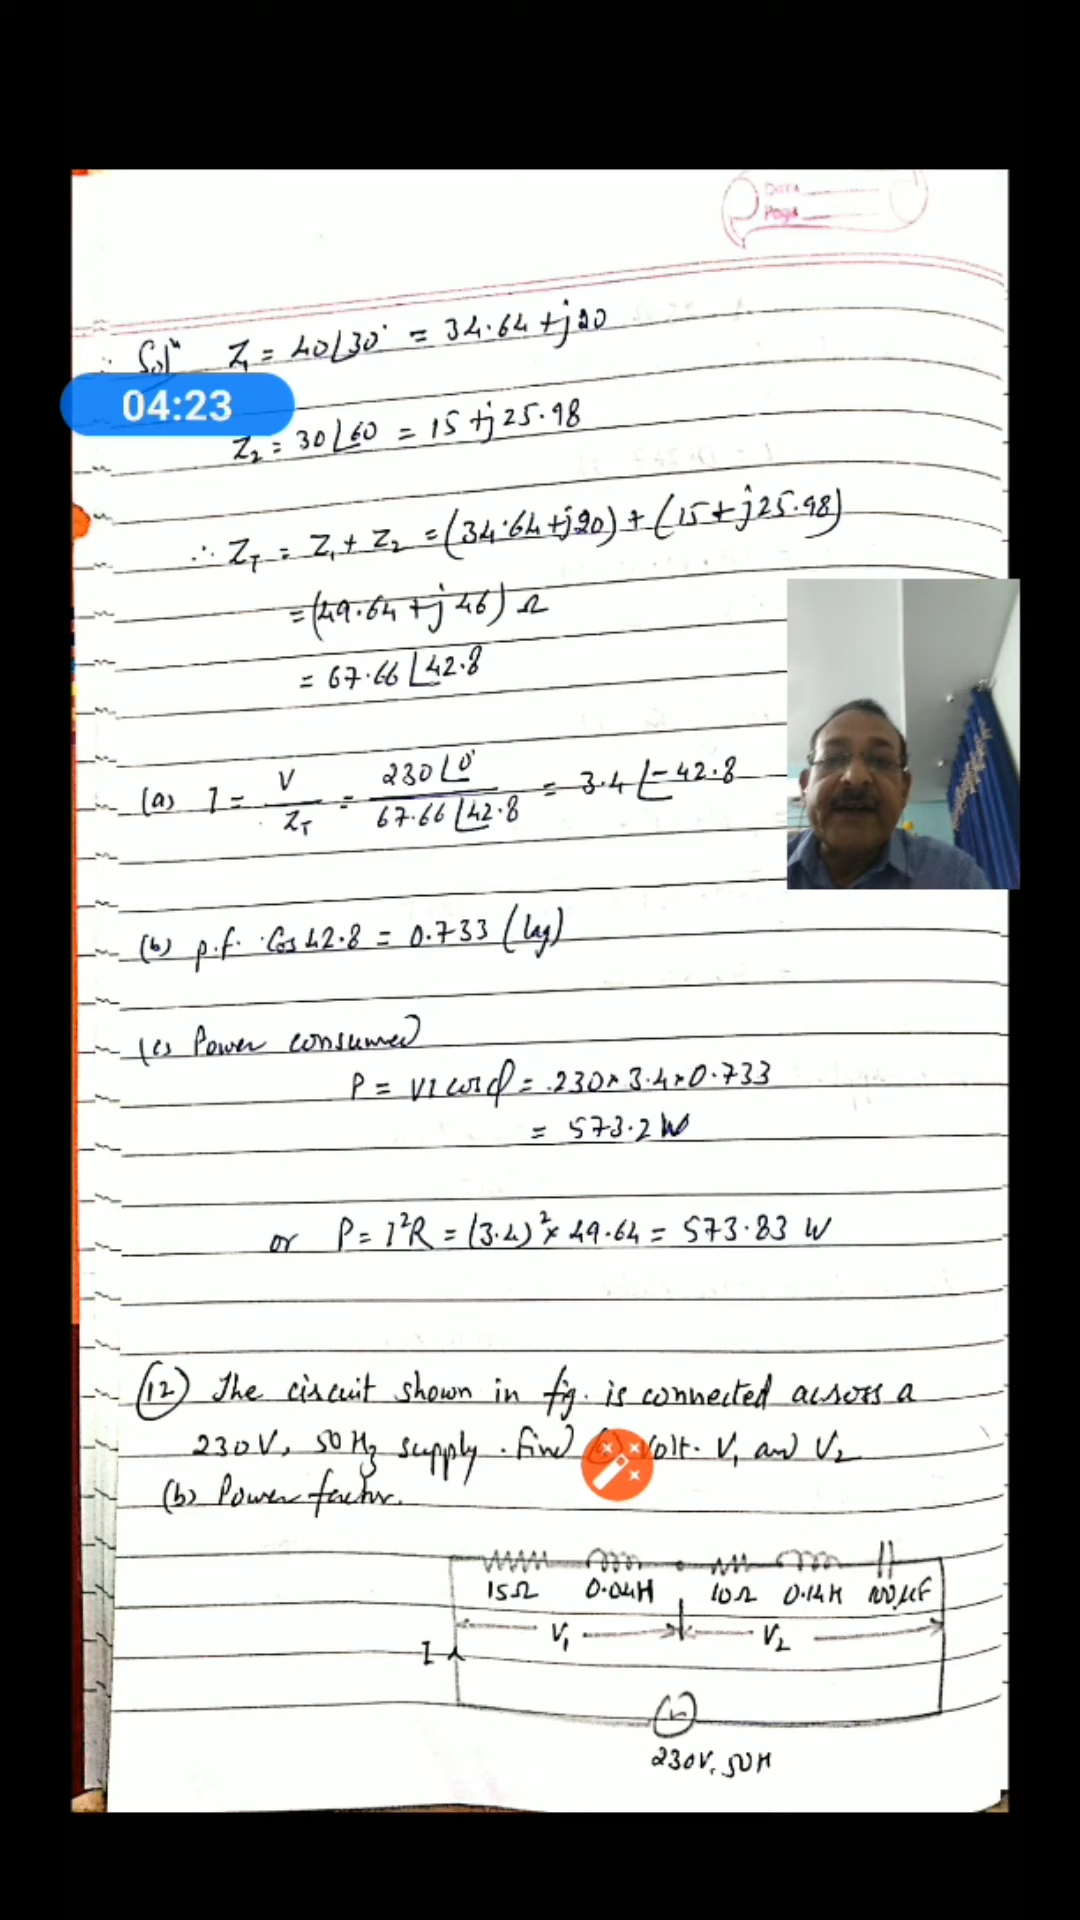 Date
Page
Solⁿ Z₁ = 40∠30° = 34.64 + j20
04:23
Z₂ = 30∠60 = 15 + j25.98
∴ Z_T = Z₁ + Z₂ = (34.64 + j20) + (15 + j25.98)
= (49.64 + j46) Ω
= 67.66 ∠42.8
(a) I = V/Z_T = 230∠0°/67.66∠42.8 = 3.4 ∠-42.8
(b) p.f. Cos 42.8 = 0.733 (lag)
(c) Power consumed
P = VI cosϕ = 230 × 3.4 × 0.733
= 573.2 W
or P = I²R = (3.4)² × 49.64 = 573.83 W
(12) The circuit shown in fig. is connected across a
230V, 50 Hz supply. Find Volt. V₁ and V₂
(b) Power factor.
15Ω 0.04H 10Ω 0.14H 100μF
V₁ V₂
I
230V, 50H